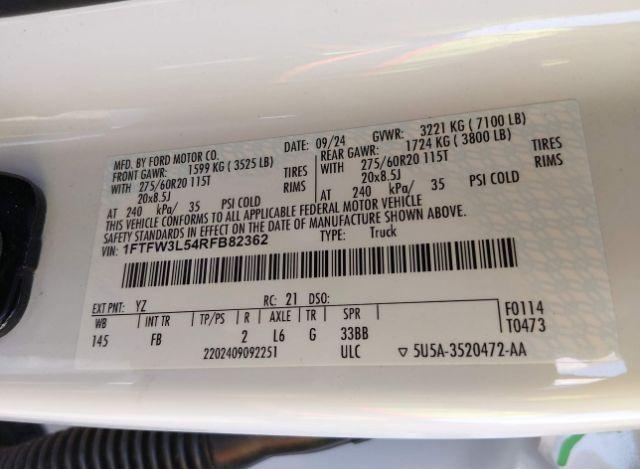 MFD. BY FORD MOTOR CO.
DATE: 09/24 GVWR: 3221 KG ( 7100 LB)
FRONT GAWR: 1599 KG ( 3525 LB)
REAR GAWR: 1724 KG ( 3800 LB)
WITH 275/60R20 115T TIRES
WITH 275/60R20 115T TIRES
20x8.5J RIMS
20x8.5J RIMS
AT 240 kPa/ 35 PSI COLD
AT 240 kPa/ 35 PSI COLD
THIS VEHICLE CONFORMS TO ALL APPLICABLE FEDERAL MOTOR VEHICLE
SAFETY STANDARDS IN EFFECT ON THE DATE OF MANUFACTURE SHOWN ABOVE.
VIN: 1FTFW3L54RFB82362 TYPE: Truck
EXT PNT: YZ RC: 21 DSO:
WB INT TR TP/PS R AXLE TR SPR
145 FB 2 L6 G 33BB
F0114
T0473
2202409092251 ULC ▽ 5U5A-3520472-AA